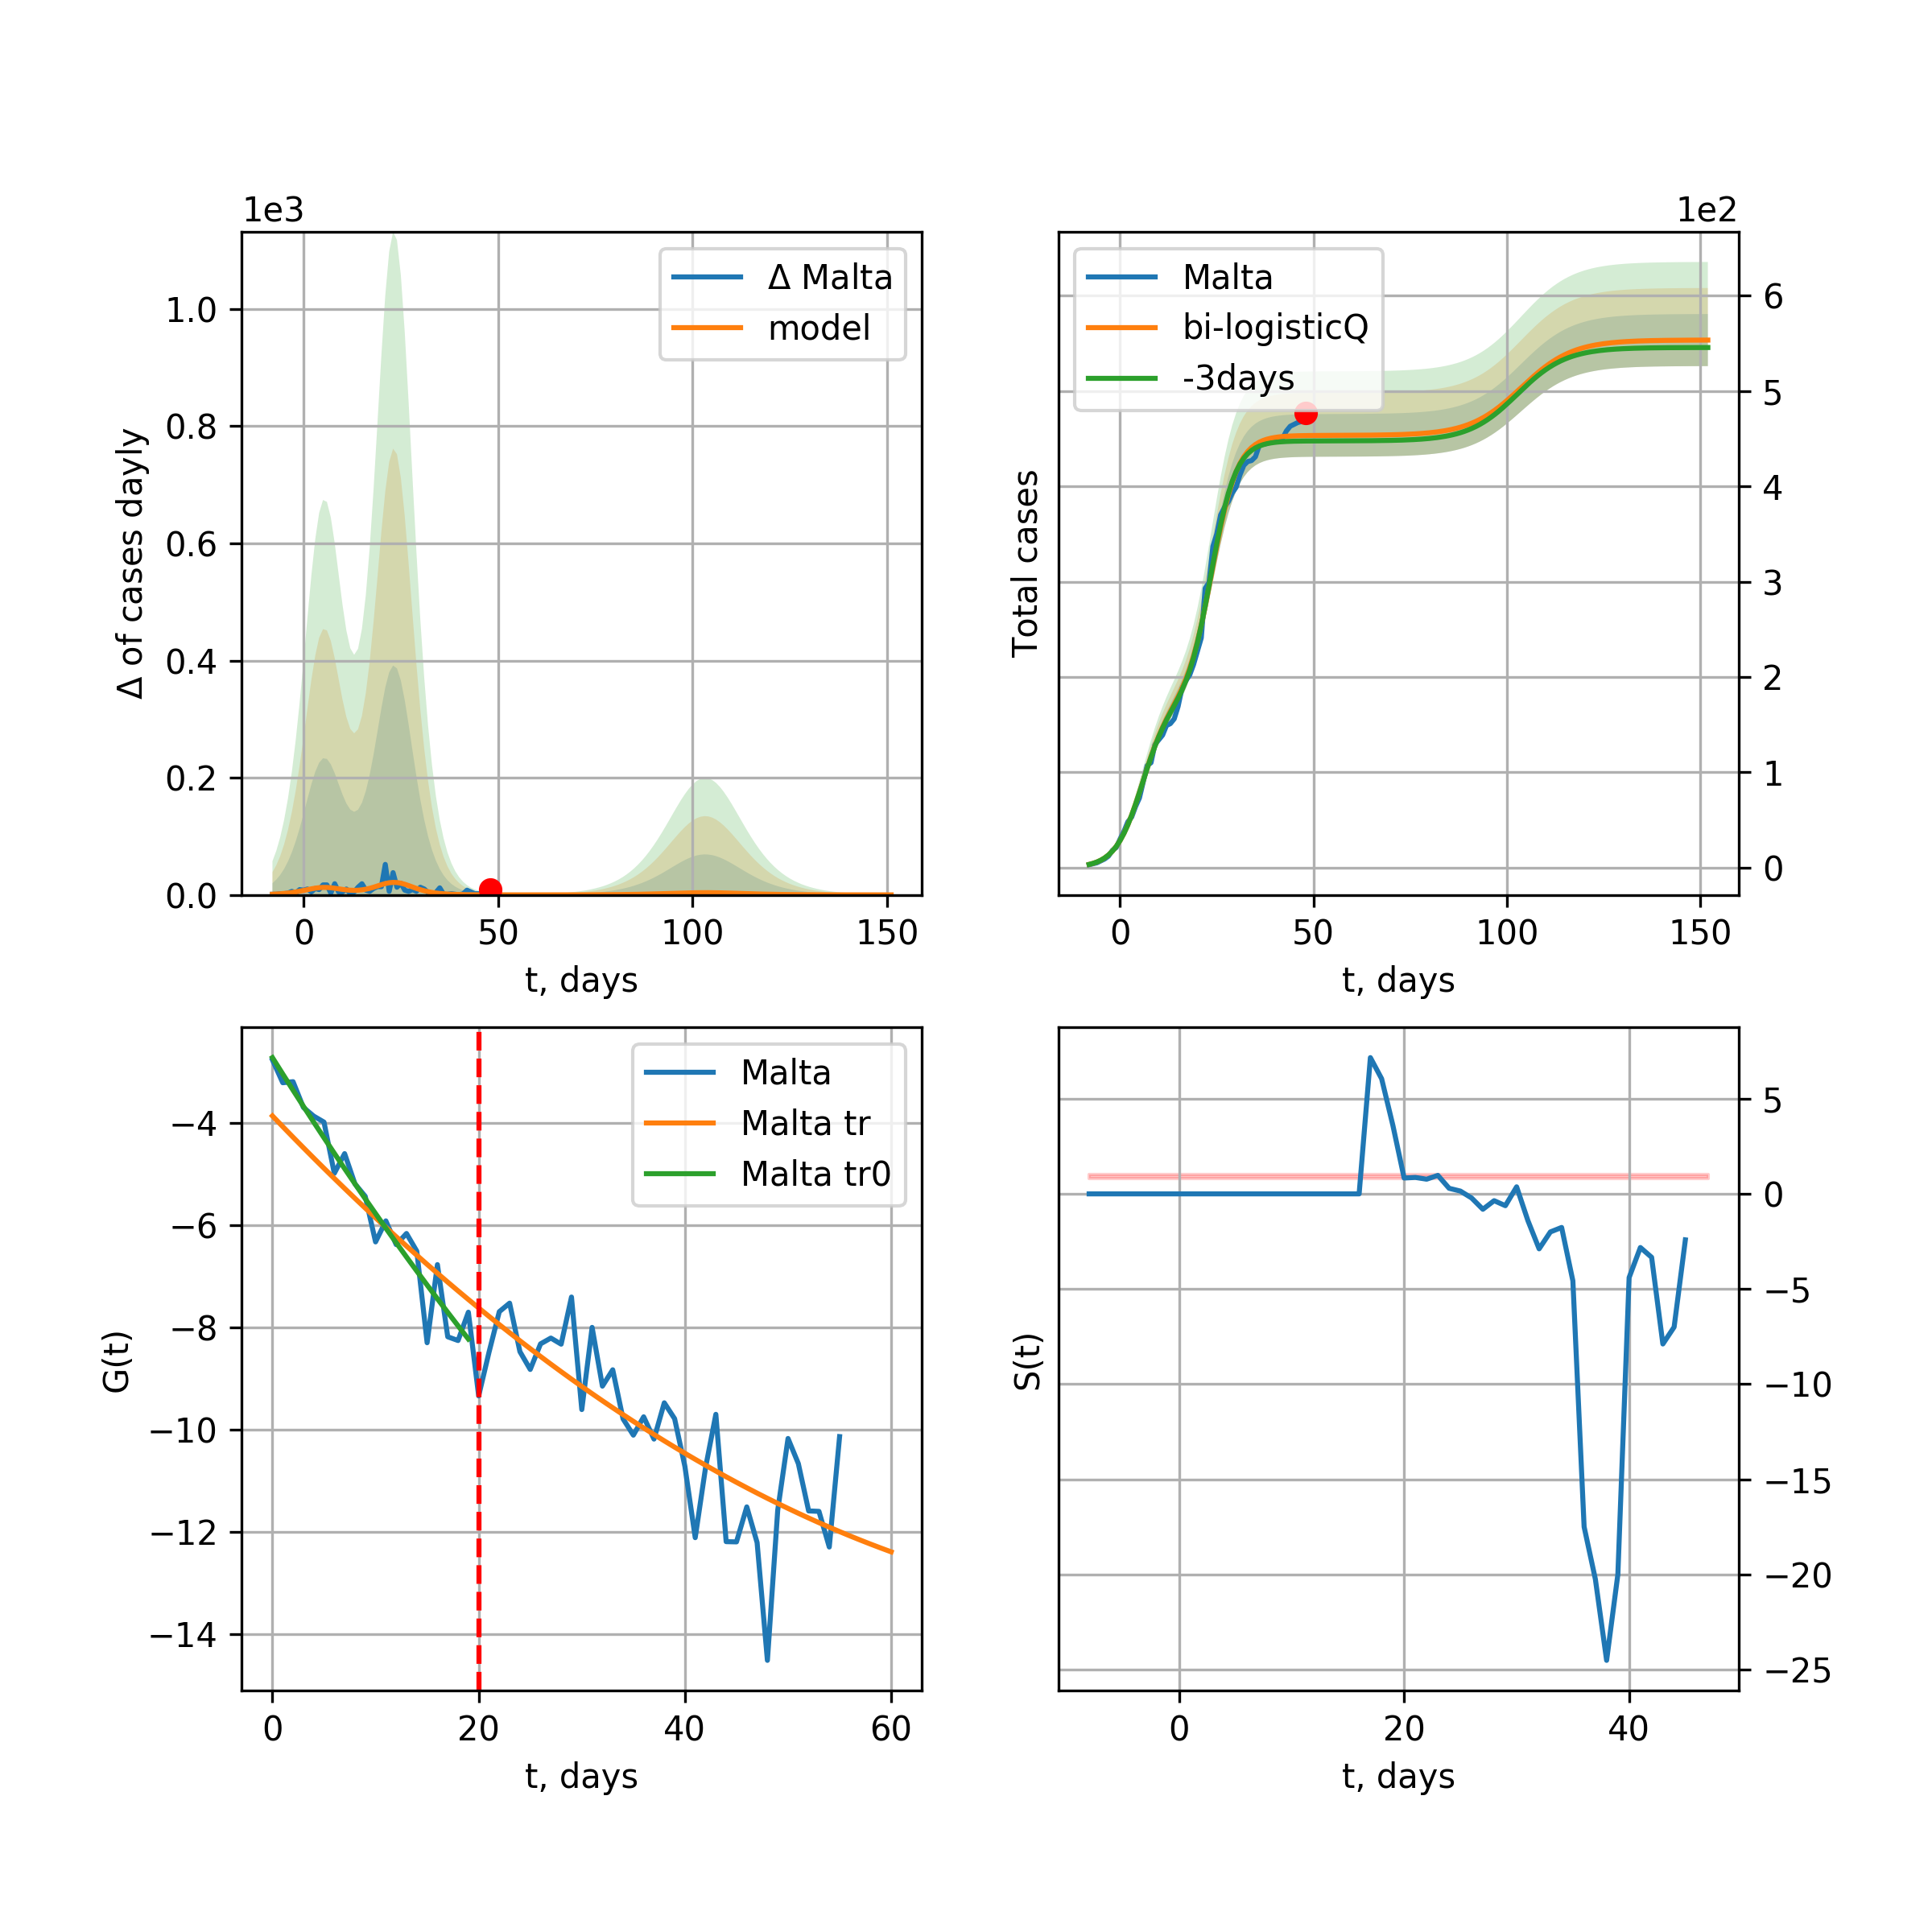 1e3
Δ of cases dayly
1.0
0.8
0.6
0.4
0.2
0.0
0 50 100 150
t, days
Δ Malta
model
1e2
Total cases
6
5
4
3
2
1
0
0 50 100 150
t, days
Malta
bi-logisticQ
-3days
G(t)
−4
−6
−8
−10
−12
−14
0 20 40 60
t, days
Malta
Malta tr
Malta tr0
S(t)
5
0
−5
−10
−15
−20
−25
0 20 40
t, days